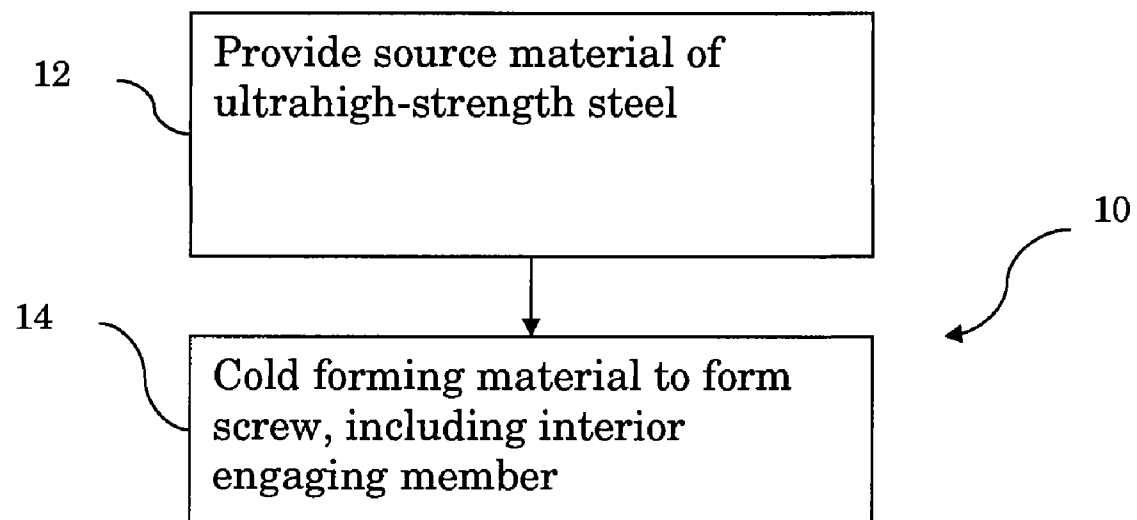 12
Provide source material of
ultrahigh-strength steel
10
14
Cold forming material to form
screw, including interior
engaging member